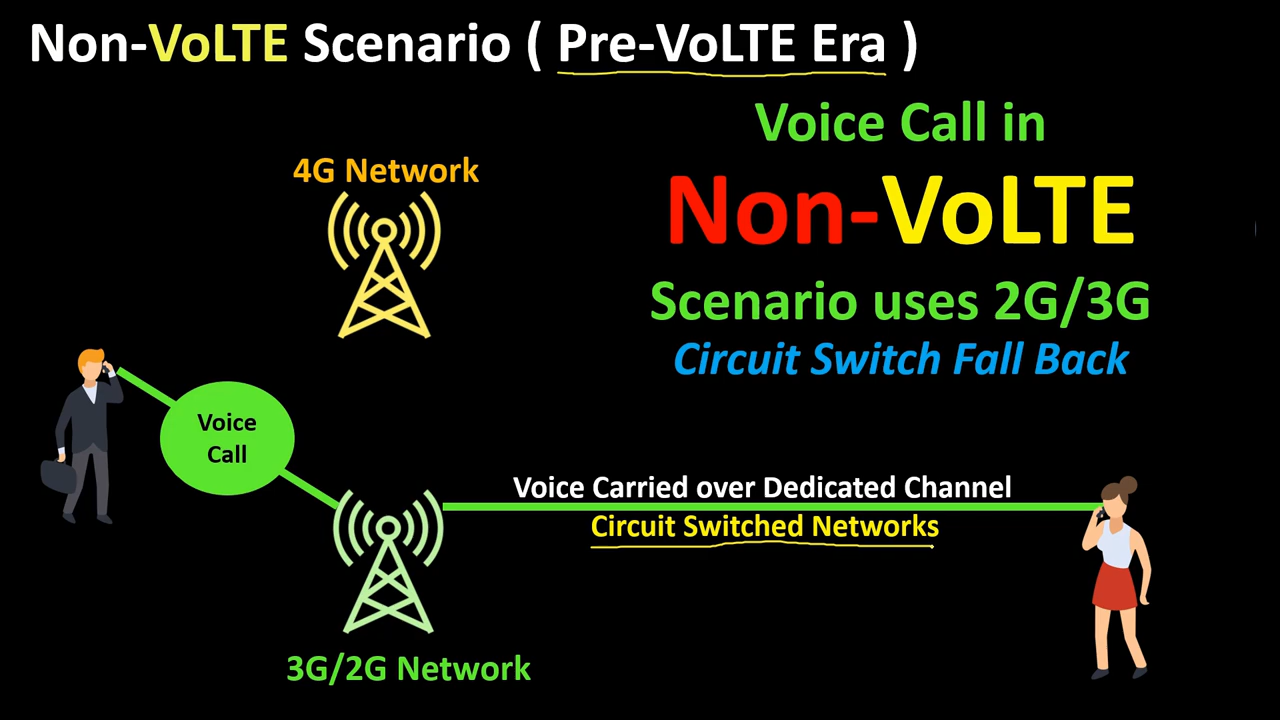 Non-VoLTE Scenario ( Pre-VoLTE Era )
Voice Call in
Non-VoLTE
Scenario uses 2G/3G
Circuit Switch Fall Back
4G Network
Voice
Call
Voice Carried over Dedicated Channel
Circuit Switched Networks
3G/2G Network